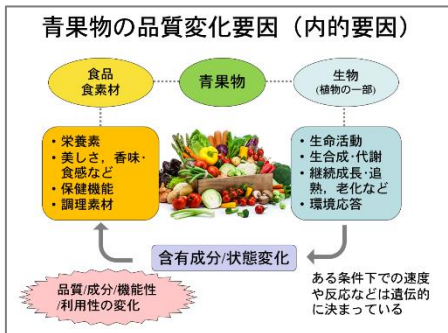 青果物の品質変化要因（内的要因）
食品
食素材
青果物
生物
(植物の一部)
• 栄養素
• 美しさ，香味・
食感など
• 保健機能
• 調理素材
• 生命活動
• 生合成・代謝
• 継続成長・追
熟，老化など
• 環境応答
含有成分/状態変化
品質/成分/機能性
/利用性の変化
ある条件下での速度
や反応などは遺伝的
に決まっている